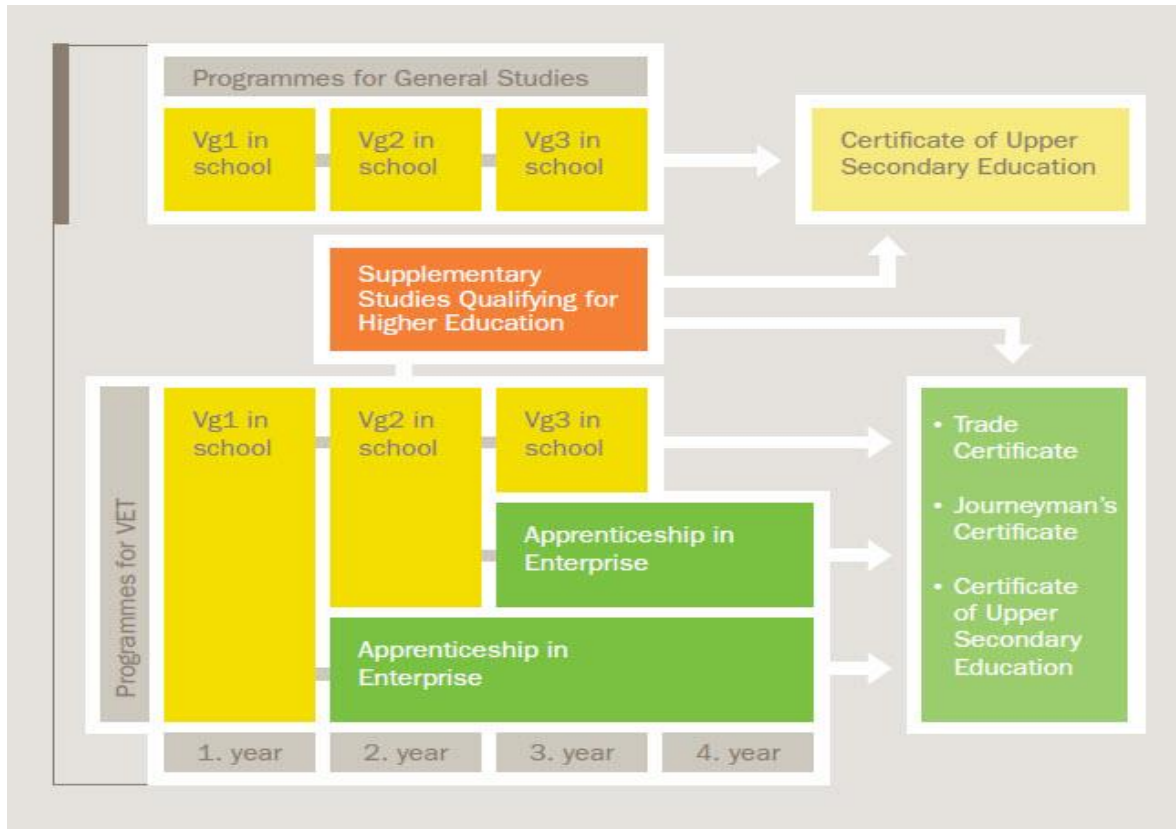 Programmes for General Studies
Vg1 in
school
Vg2 in
school
Vg3 in
school
Certificate of Upper
Secondary Education
Supplementary
Studies Qualifying for
Higher Education
Programmes for VET
Vg1 in
school
Vg2 in
school
Vg3 in
school
Apprenticeship in
Enterprise
Apprenticeship in
Enterprise
• Trade
Certificate
• Journeyman's
Certificate
• Certificate
of Upper
Secondary
Education
1. year
2. year
3. year
4. year